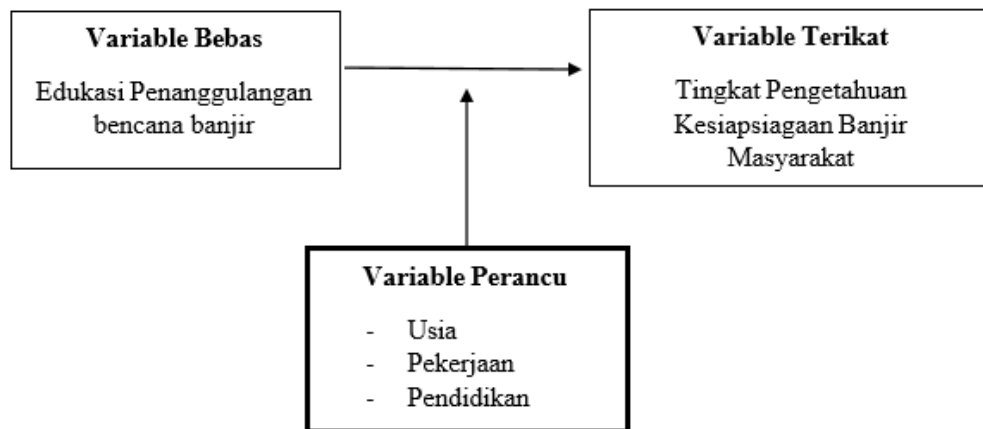 Variable Bebas
Edukasi Penanggulangan
bencana banjir
Variable Terikat
Tingkat Pengetahuan
Kesiapsiagaan Banjir
Masyarakat
Variable Perancu
- Usia
- Pekerjaan
- Pendidikan